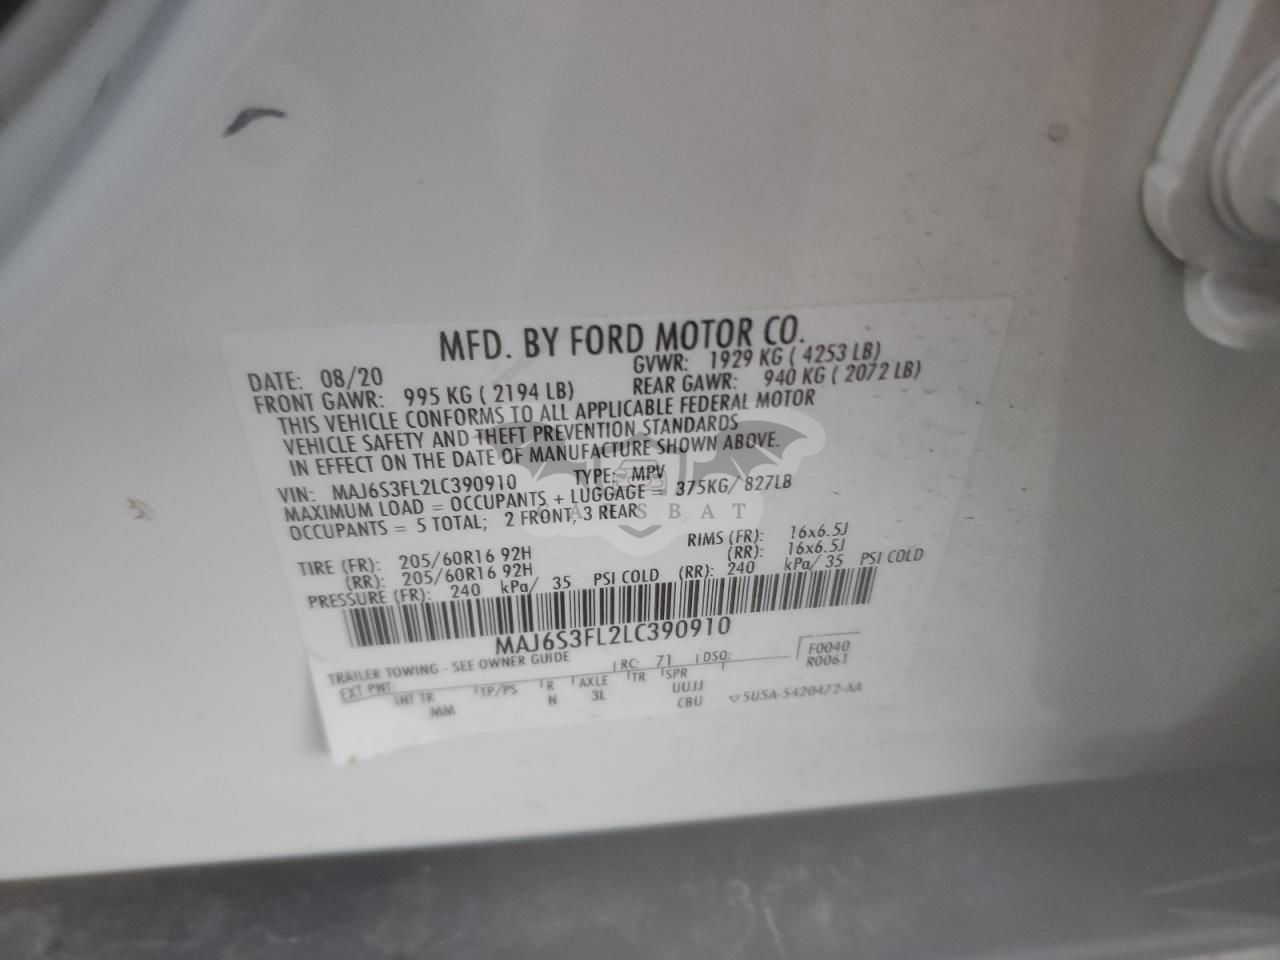 MFD. BY FORD MOTOR CO.
DATE: 08/20 GVWR: 1929 KG ( 4253 LB)
FRONT GAWR: 995 KG ( 2194 LB) REAR GAWR: 940 KG ( 2072 LB)
THIS VEHICLE CONFORMS TO ALL APPLICABLE FEDERAL MOTOR
VEHICLE SAFETY AND THEFT PREVENTION STANDARDS
IN EFFECT ON THE DATE OF MANUFACTURE SHOWN ABOVE.
VIN: MAJ6S3FL2LC390910 TYPE: MPV
MAXIMUM LOAD = OCCUPANTS + LUGGAGE = 375KG/ 827LB
OCCUPANTS = 5 TOTAL; 2 FRONT, 3 REAR
TIRE (FR): 205/60R16 92H RIMS (FR): 16x6.5J
(RR): 205/60R16 92H (RR): 16x6.5J
PRESSURE (FR): 240 kPa/ 35 PSI COLD (RR): 240 kPa/ 35 PSI COLD
MAJ6S3FL2LC390910
TRAILER TOWING - SEE OWNER GUIDE RC: 71 DSO: F0040
R0061
EXT PNT: INT TR TP/PS R AXLE TR SPR
MM N 3L UUJJ
CBU
5U5A-5420472-AA